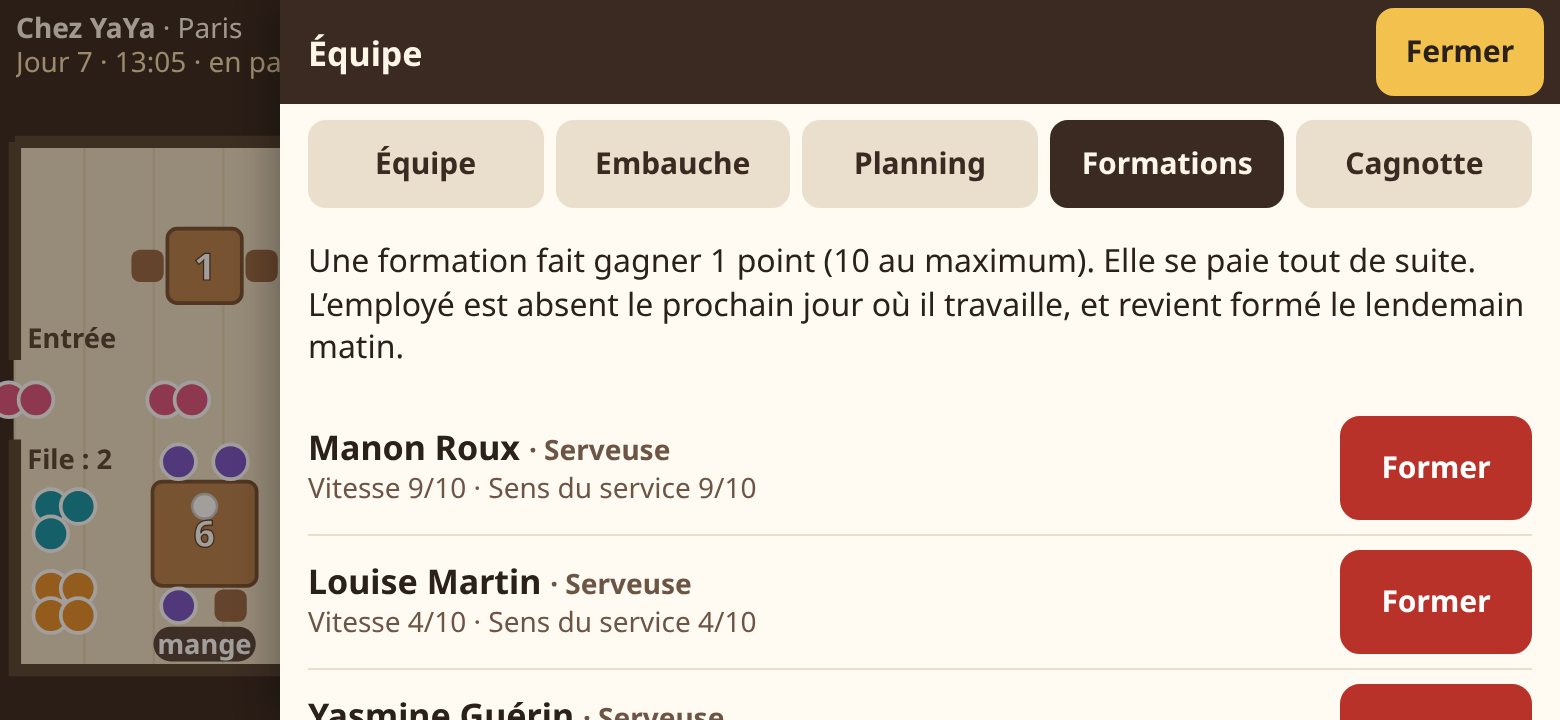 Chez YaYa · Paris
Jour 7 · 13:05 · en pa
Équipe
Fermer
Équipe
Embauche
Planning
Formations
Cagnotte
Une formation fait gagner 1 point (10 au maximum). Elle se paie tout de suite.
L’employé est absent le prochain jour où il travaille, et revient formé le lendemain
matin.
1
Entrée
File : 2
6
mange
Manon Roux · Serveuse
Vitesse 9/10 · Sens du service 9/10
Former
Louise Martin · Serveuse
Vitesse 4/10 · Sens du service 4/10
Former
Yasmine Guérin · Serveuse